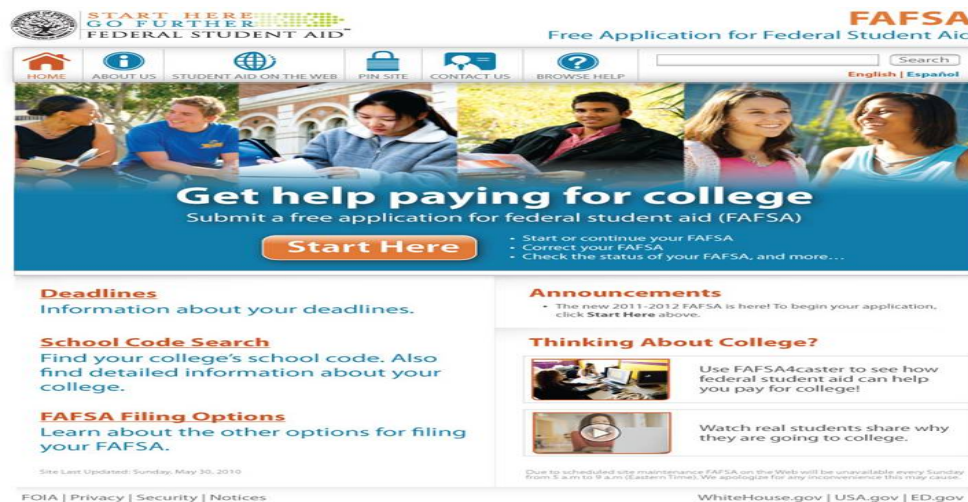 START HERE
GO FURTHER
FEDERAL STUDENT AID™
FAFSA
Free Application for Federal Student Aid
HOME
ABOUT US
STUDENT AID ON THE WEB
PIN SITE
CONTACT US
BROWSE HELP
Search
English | Español
Get help paying for college
Submit a free application for federal student aid (FAFSA)
Start Here
• Start or continue your FAFSA
• Correct your FAFSA
• Check the status of your FAFSA, and more…
Deadlines
Information about your deadlines.
School Code Search
Find your college's school code. Also
find detailed information about your
college.
FAFSA Filing Options
Learn about the other options for filing
your FAFSA.
Site Last Updated: Sunday, May 30, 2010
Announcements
• The new 2011-2012 FAFSA is here! To begin your application,
click Start Here above.
Thinking About College?
Use FAFSA4caster to see how
federal student aid can help
you pay for college!
Watch real students share why
they are going to college.
Due to scheduled site maintenance FAFSA on the Web will be unavailable every Sunday
from 5 a.m to 9 a.m (Eastern Time). We apologize for any inconvenience this may cause.
FOIA | Privacy | Security | Notices
WhiteHouse.gov | USA.gov | ED.gov